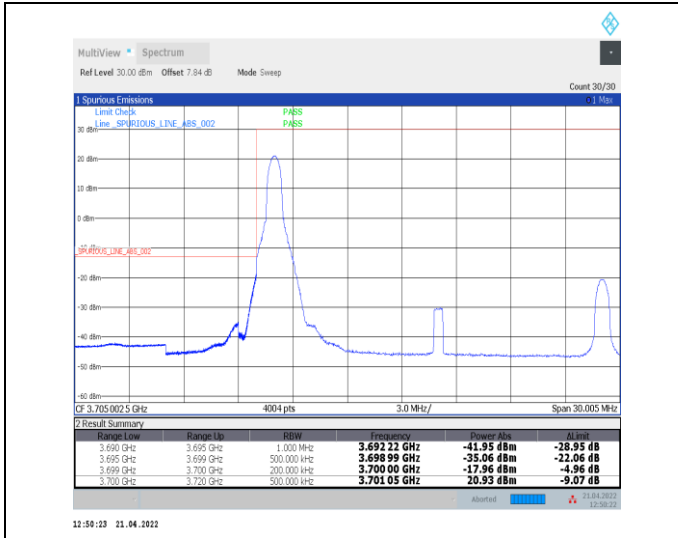 MultiView * Spectrum
Ref Level 30.00 dBm Offset 7.84 dB Mode Sweep
Count 30/30
1 Spurious Emissions 1 Max
Limit Check PASS
Line _SPURIOUS_LINE_ABS_002 PASS
30 dBm
20 dBm
10 dBm
0 dBm
_SPURIOUS_LINE_ABS_002
-20 dBm
-30 dBm
-40 dBm
-50 dBm
-60 dBm
CF 3.705 002 5 GHz 4004 pts 3.0 MHz/ Span 30.005 MHz
2 Result Summary
Range Low Range Up RBW Frequency Power Abs ΔLimit
3.690 GHz 3.695 GHz 1.000 MHz 3.692 22 GHz -41.95 dBm -28.95 dB
3.695 GHz 3.699 GHz 500.000 kHz 3.698 99 GHz -35.06 dBm -22.06 dB
3.699 GHz 3.700 GHz 200.000 kHz 3.700 00 GHz -17.96 dBm -4.96 dB
3.700 GHz 3.720 GHz 500.000 kHz 3.701 05 GHz 20.93 dBm -9.07 dB
Aborted 21.04.2022
12:50:22
12:50:23 21.04.2022